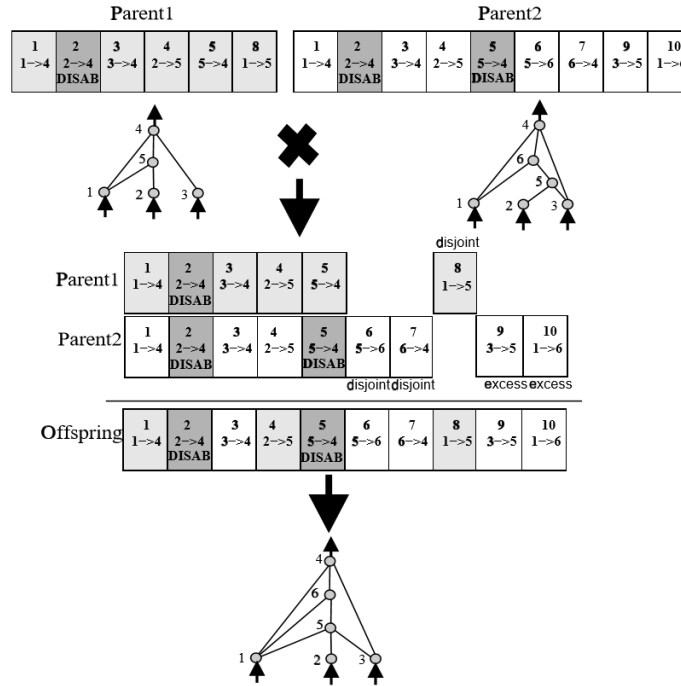 Parent1 Parent2
1 2 3 4 5 8 1 2 3 4 5 6 7 9 10
1−>4 2−>4 3−>4 2−>5 5−>4 1−>5 1−>4 2−>4 3−>4 2−>5 5−>4 5−>6 6−>4 3−>5 1−>6
DISAB DISAB DISAB
4 4
5 6
5
1 2 3 1 2 3
disjoint
Parent1 1 2 3 4 5 8
1−>4 2−>4 3−>4 2−>5 5−>4 1−>5
DISAB
Parent2 1 2 3 4 5 6 7 9 10
1−>4 2−>4 3−>4 2−>5 5−>4 5−>6 6−>4 3−>5 1−>6
DISAB DISAB
disjoint disjoint excess excess
Offspring 1 2 3 4 5 6 7 8 9 10
1−>4 2−>4 3−>4 2−>5 5−>4 5−>6 6−>4 1−>5 3−>5 1−>6
DISAB DISAB
4
6
5
1 2 3